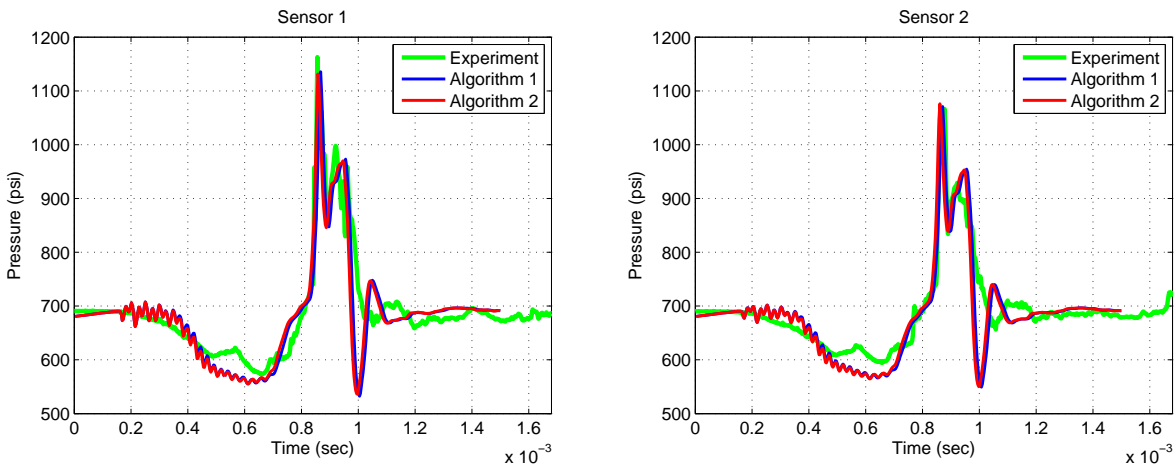 Sensor 1
1200
1100
1000
900
800
700
600
500
Pressure (psi)
0
0.2
0.4
0.6
0.8
1
1.2
1.4
1.6
Time (sec)
x 10⁻³
Experiment
Algorithm 1
Algorithm 2
Sensor 2
1200
1100
1000
900
800
700
600
500
Pressure (psi)
0
0.2
0.4
0.6
0.8
1
1.2
1.4
1.6
Time (sec)
x 10⁻³
Experiment
Algorithm 1
Algorithm 2